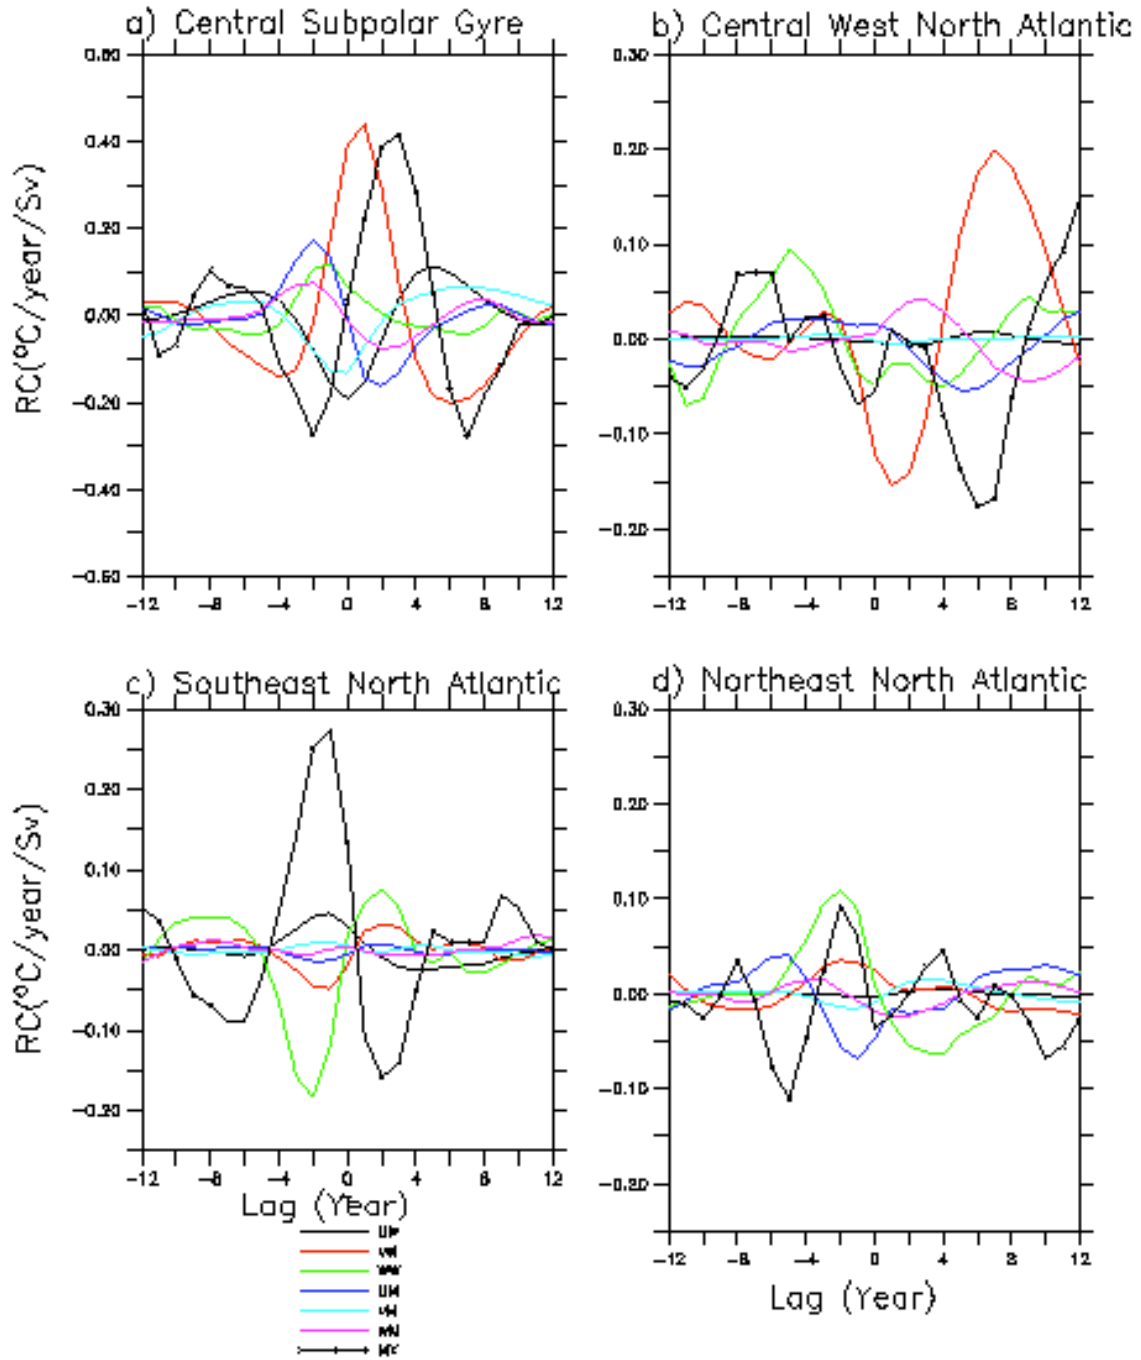 a) Central Subpolar Gyre
0.60
0.40
0.20
0.00
-0.20
-0.40
-0.60
RC(ºC/year/Sv)
-12 -8 -4 0 4 8 12
b) Central West North Atlantic
0.30
0.20
0.10
0.00
-0.10
-0.20
-12 -8 -4 0 4 8 12
c) Southeast North Atlantic
0.30
0.20
0.10
0.00
-0.10
-0.20
RC(ºC/year/Sv)
-12 -8 -4 0 4 8 12
Lag (Year)
d) Northeast North Atlantic
0.30
0.20
0.10
0.00
-0.10
-0.20
-12 -8 -4 0 4 8 12
Lag (Year)